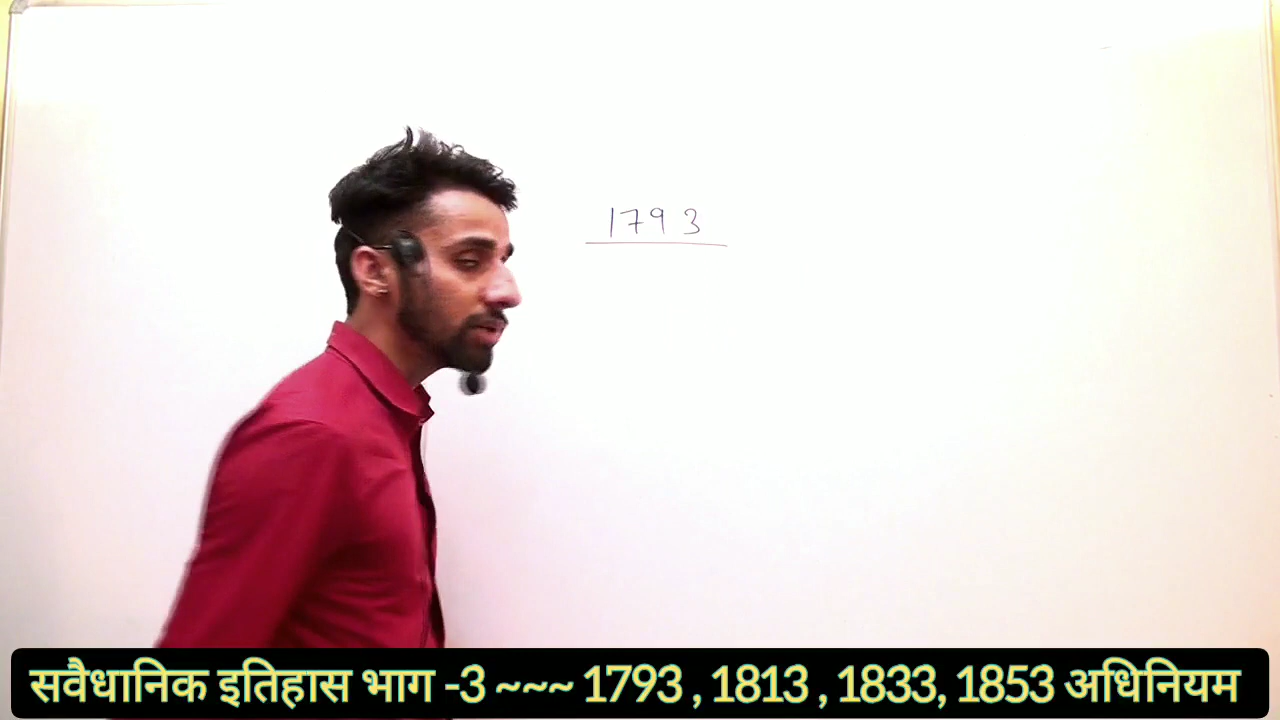 1793
सवैधानिक इतिहास भाग -3 ~~~ 1793 , 1813 , 1833, 1853 अधिनियम